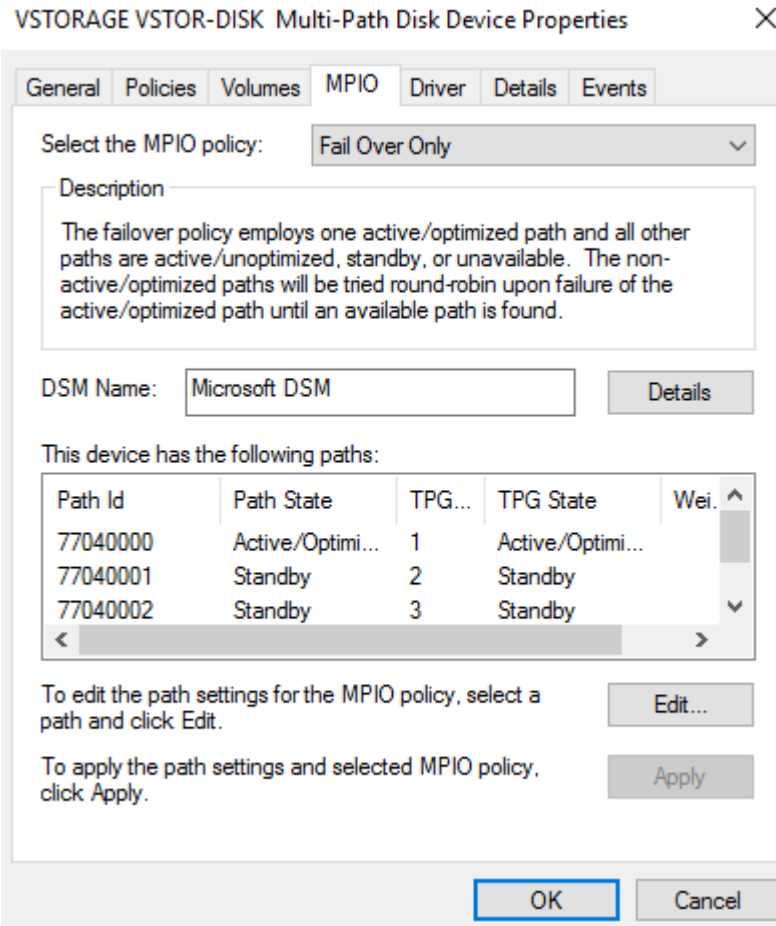 VSTORAGE VSTOR-DISK Multi-Path Disk Device Properties
General Policies Volumes MPIO Driver Details Events
Select the MPIO policy: Fail Over Only
Description
The failover policy employs one active/optimized path and all other
paths are active/unoptimized, standby, or unavailable. The non-
active/optimized paths will be tried round-robin upon failure of the
active/optimized path until an available path is found.
DSM Name: Microsoft DSM Details
This device has the following paths:
Path Id Path State TPG... TPG State Wei.
77040000 Active/Optimi... 1 Active/Optimi...
77040001 Standby 2 Standby
77040002 Standby 3 Standby
To edit the path settings for the MPIO policy, select a
path and click Edit.
Edit...
To apply the path settings and selected MPIO policy,
click Apply.
Apply
OK Cancel